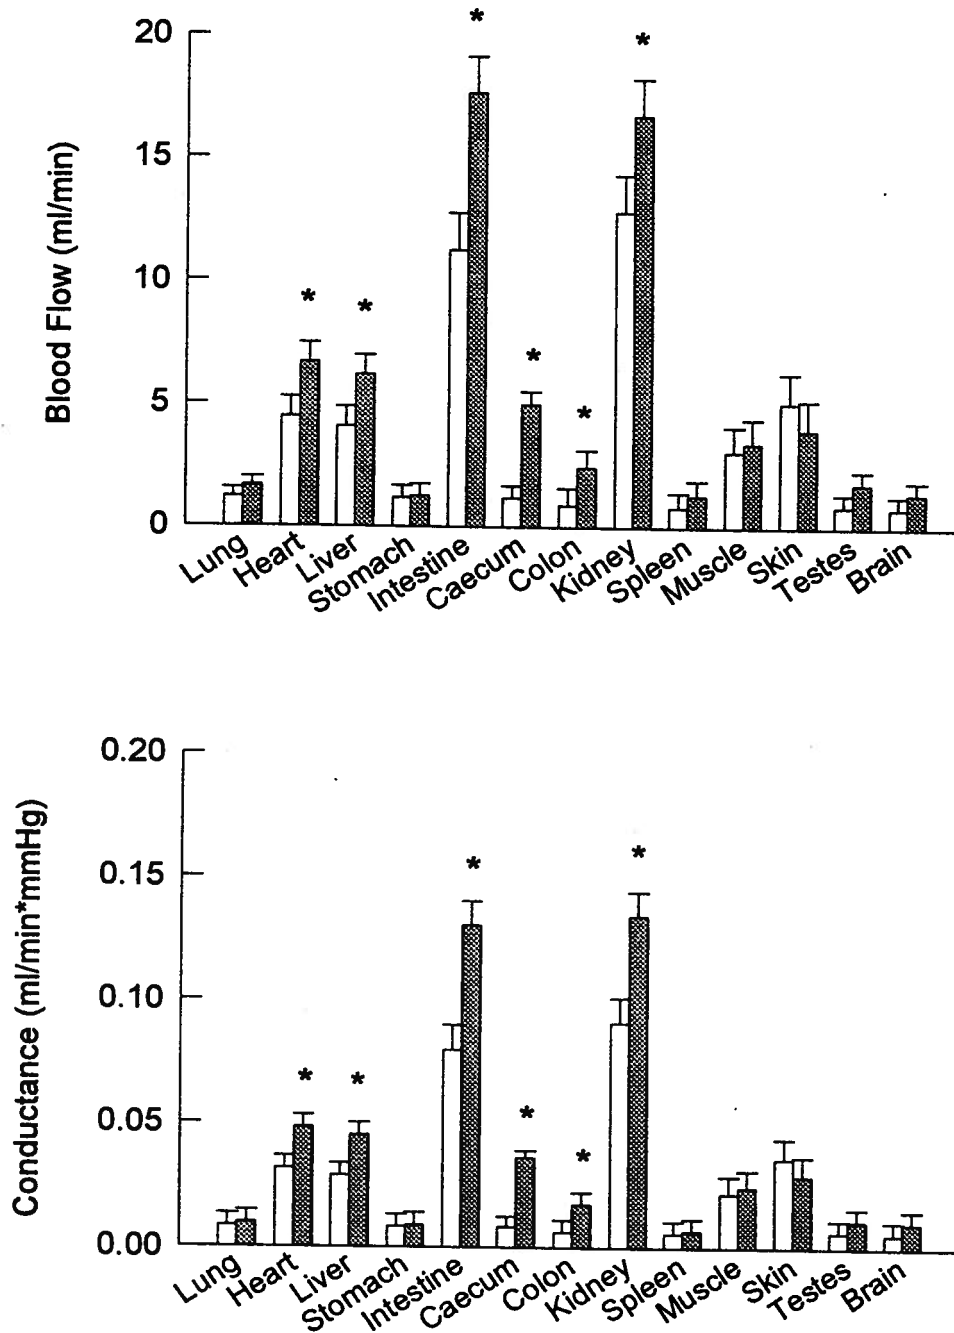 20
15
10
5
0
Blood Flow (ml/min)
* * * * * *
Lung Heart Liver Stomach Intestine Caecum Colon Kidney Spleen Muscle Skin Testes Brain
0.20
0.15
0.10
0.05
0.00
Conductance (ml/min*mmHg)
* * * * * *
Lung Heart Liver Stomach Intestine Caecum Colon Kidney Spleen Muscle Skin Testes Brain